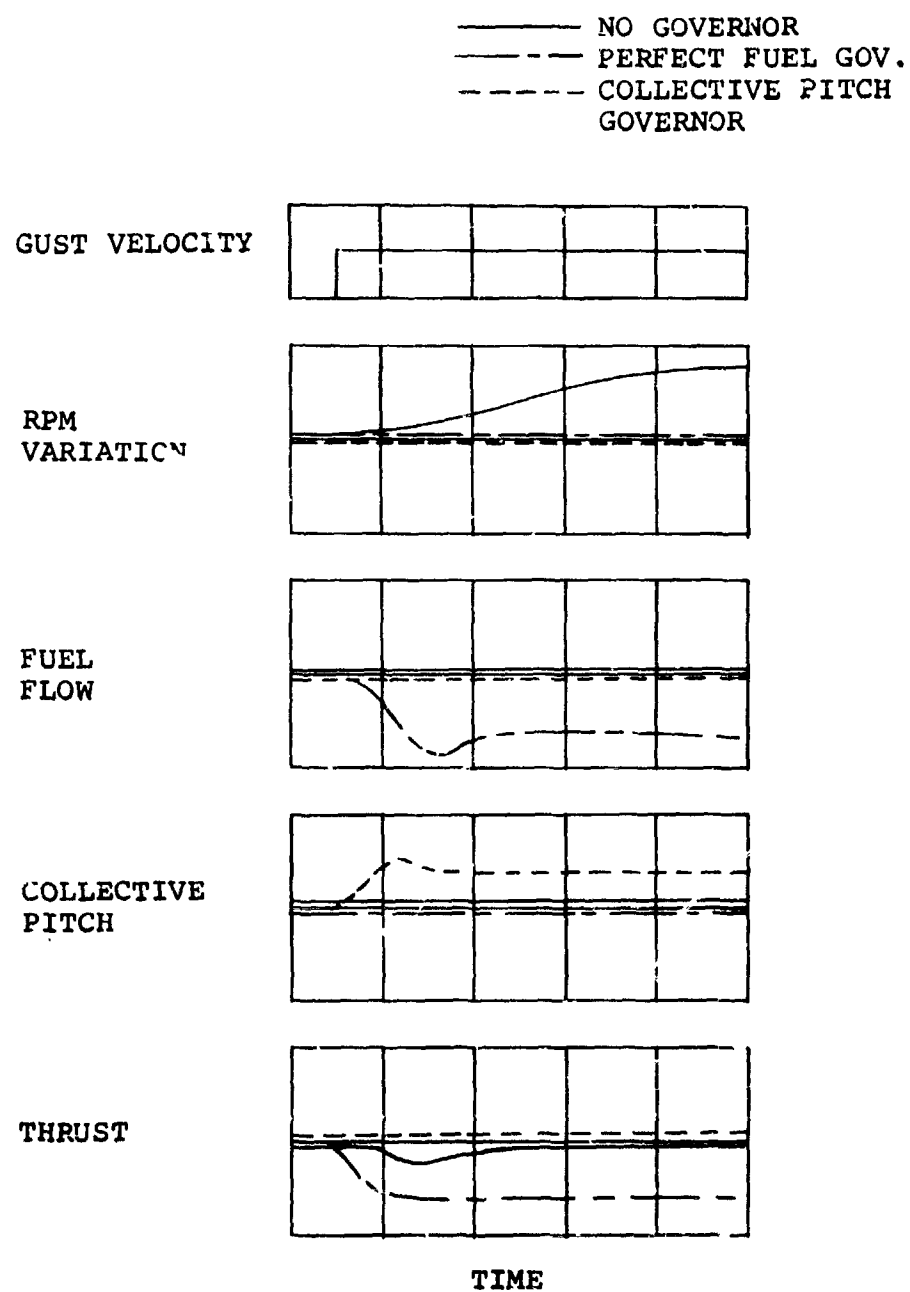 NO GOVERNOR
PERFECT FUEL GOV.
COLLECTIVE PITCH
GOVERNOR
GUST VELOCITY
RPM
VARIATION
FUEL
FLOW
COLLECTIVE
PITCH
THRUST
TIME